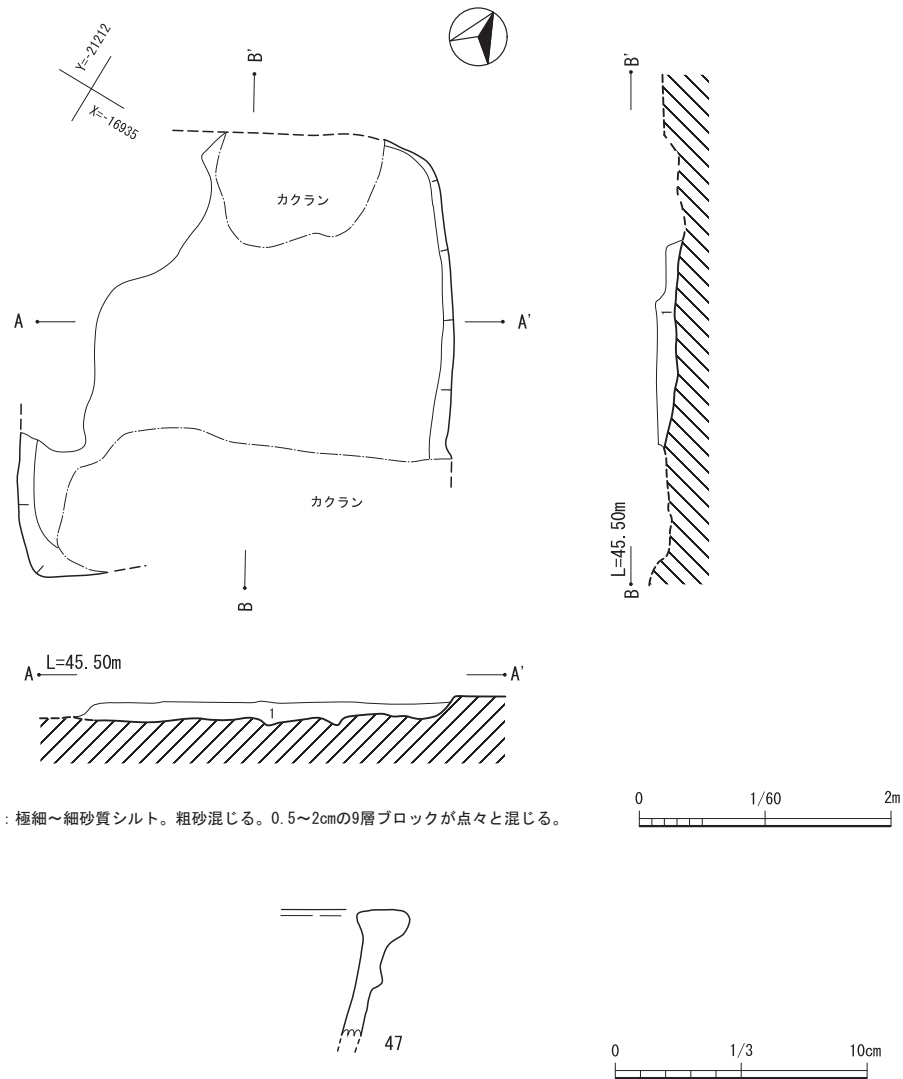 Y=-21212
X=-16935
B'
B'
カクラン
A
A'
1
カクラン
L=45.50m
B
B
L=45.50m
A
A'
1
：極細～細砂質シルト。粗砂混じる。0.5～2cmの9層ブロックが点々と混じる。
0 1/60 2m
47
0 1/3 10cm